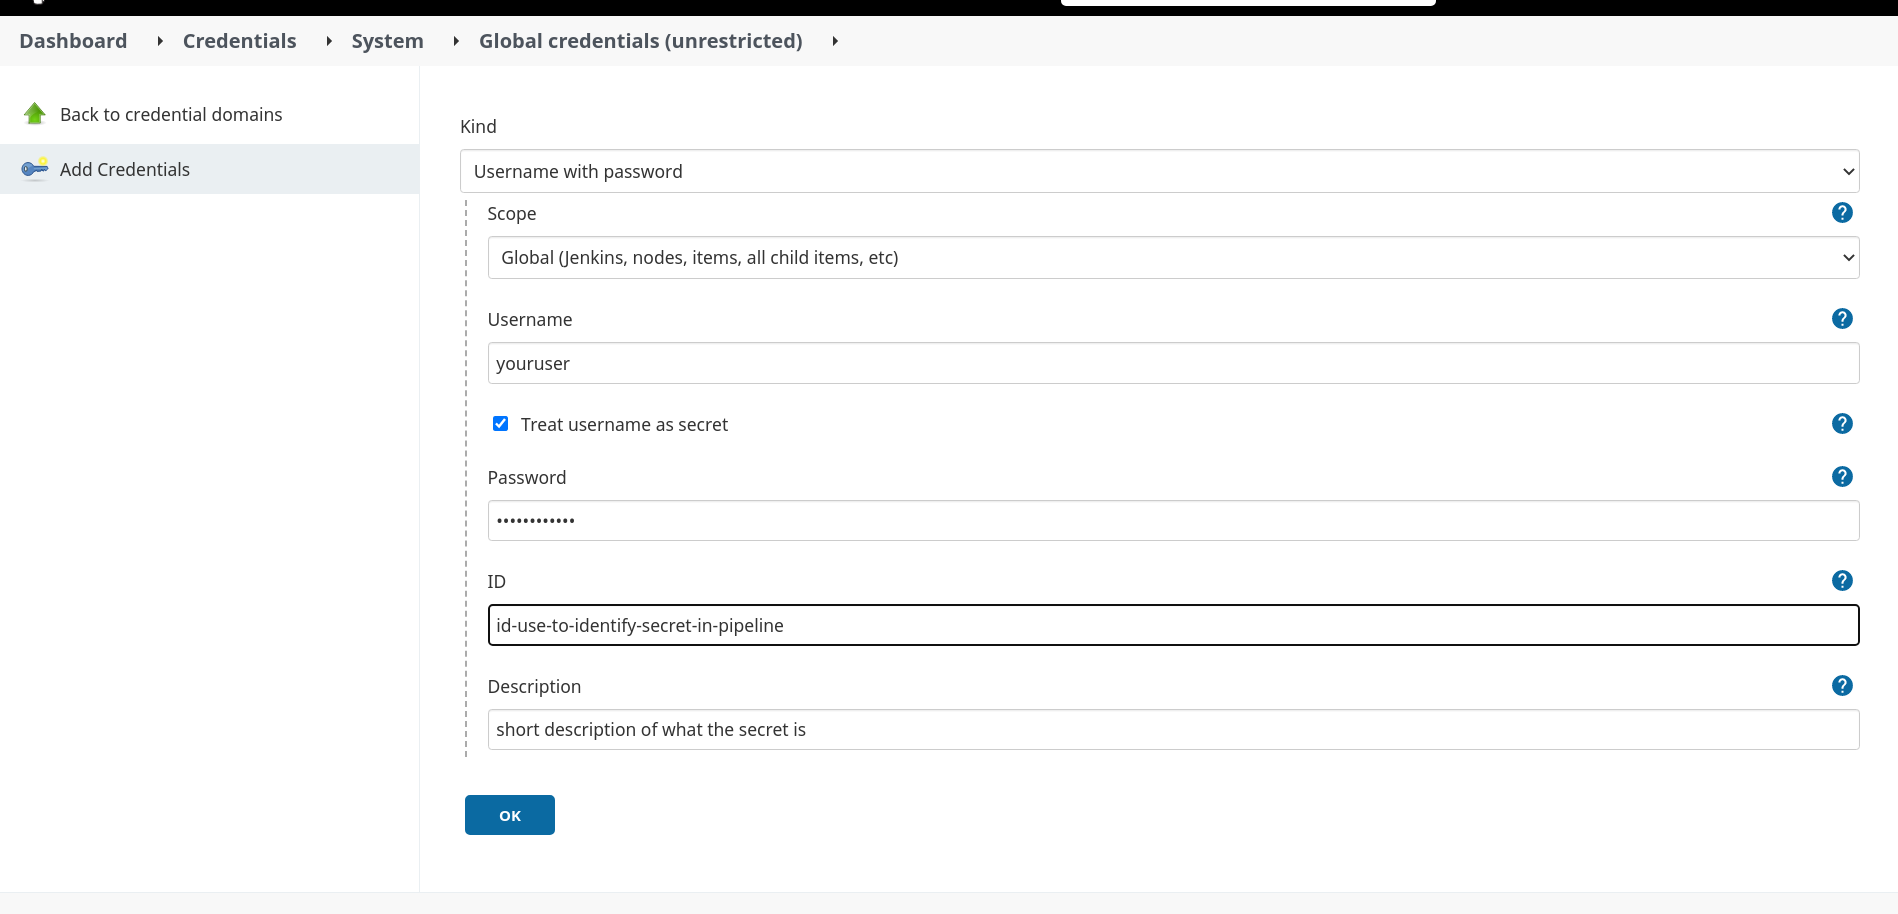 Dashboard Credentials System Global credentials (unrestricted)
Back to credential domains
Add Credentials
Kind
Username with password
Scope
Global (Jenkins, nodes, items, all child items, etc)
Username
youruser
Treat username as secret
Password
••••••••••••
ID
id-use-to-identify-secret-in-pipeline
Description
short description of what the secret is
OK